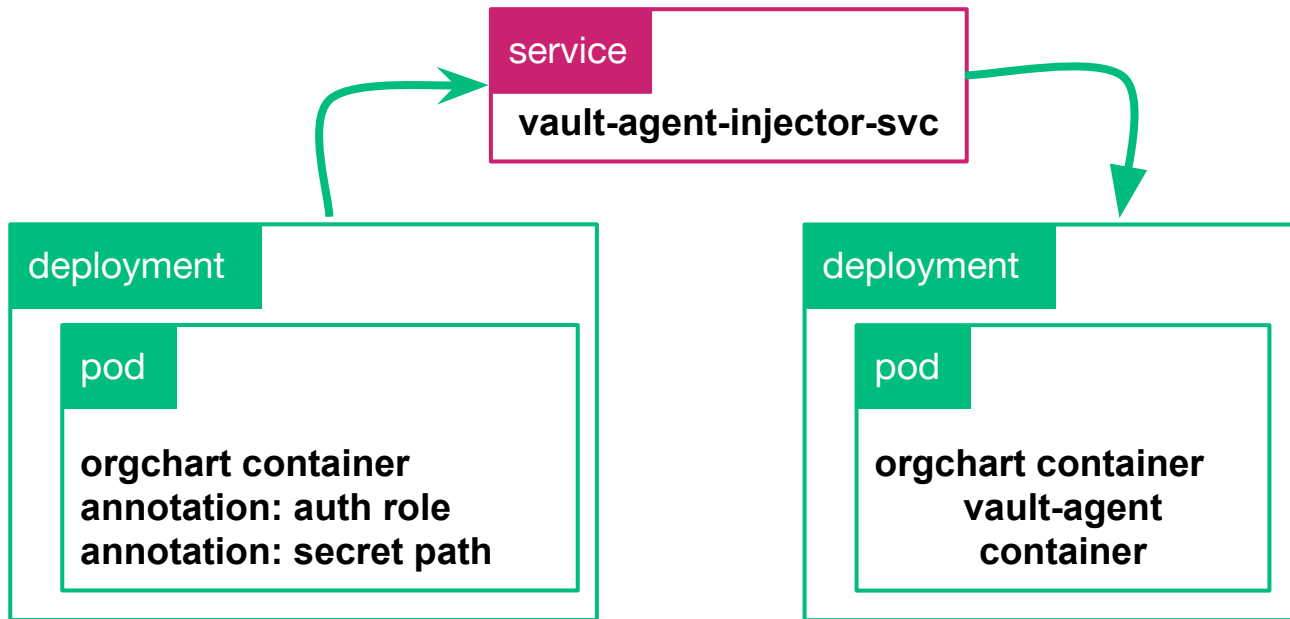 service
vault-agent-injector-svc
deployment
pod
orgchart container
annotation: auth role
annotation: secret path
deployment
pod
orgchart container
vault-agent
container